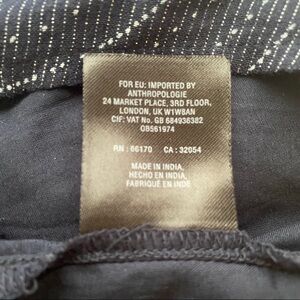 FOR EU: IMPORTED BY
ANTHROPOLOGIE
24 MARKET PLACE, 3RD FLOOR,
LONDON, UK W1W8AN
CIF: VAT No. GB 684936382
OB561974
RN : 66170 CA : 32054
MADE IN INDIA,
HECHO EN INDIA,
FABRIQUÉ EN INDE